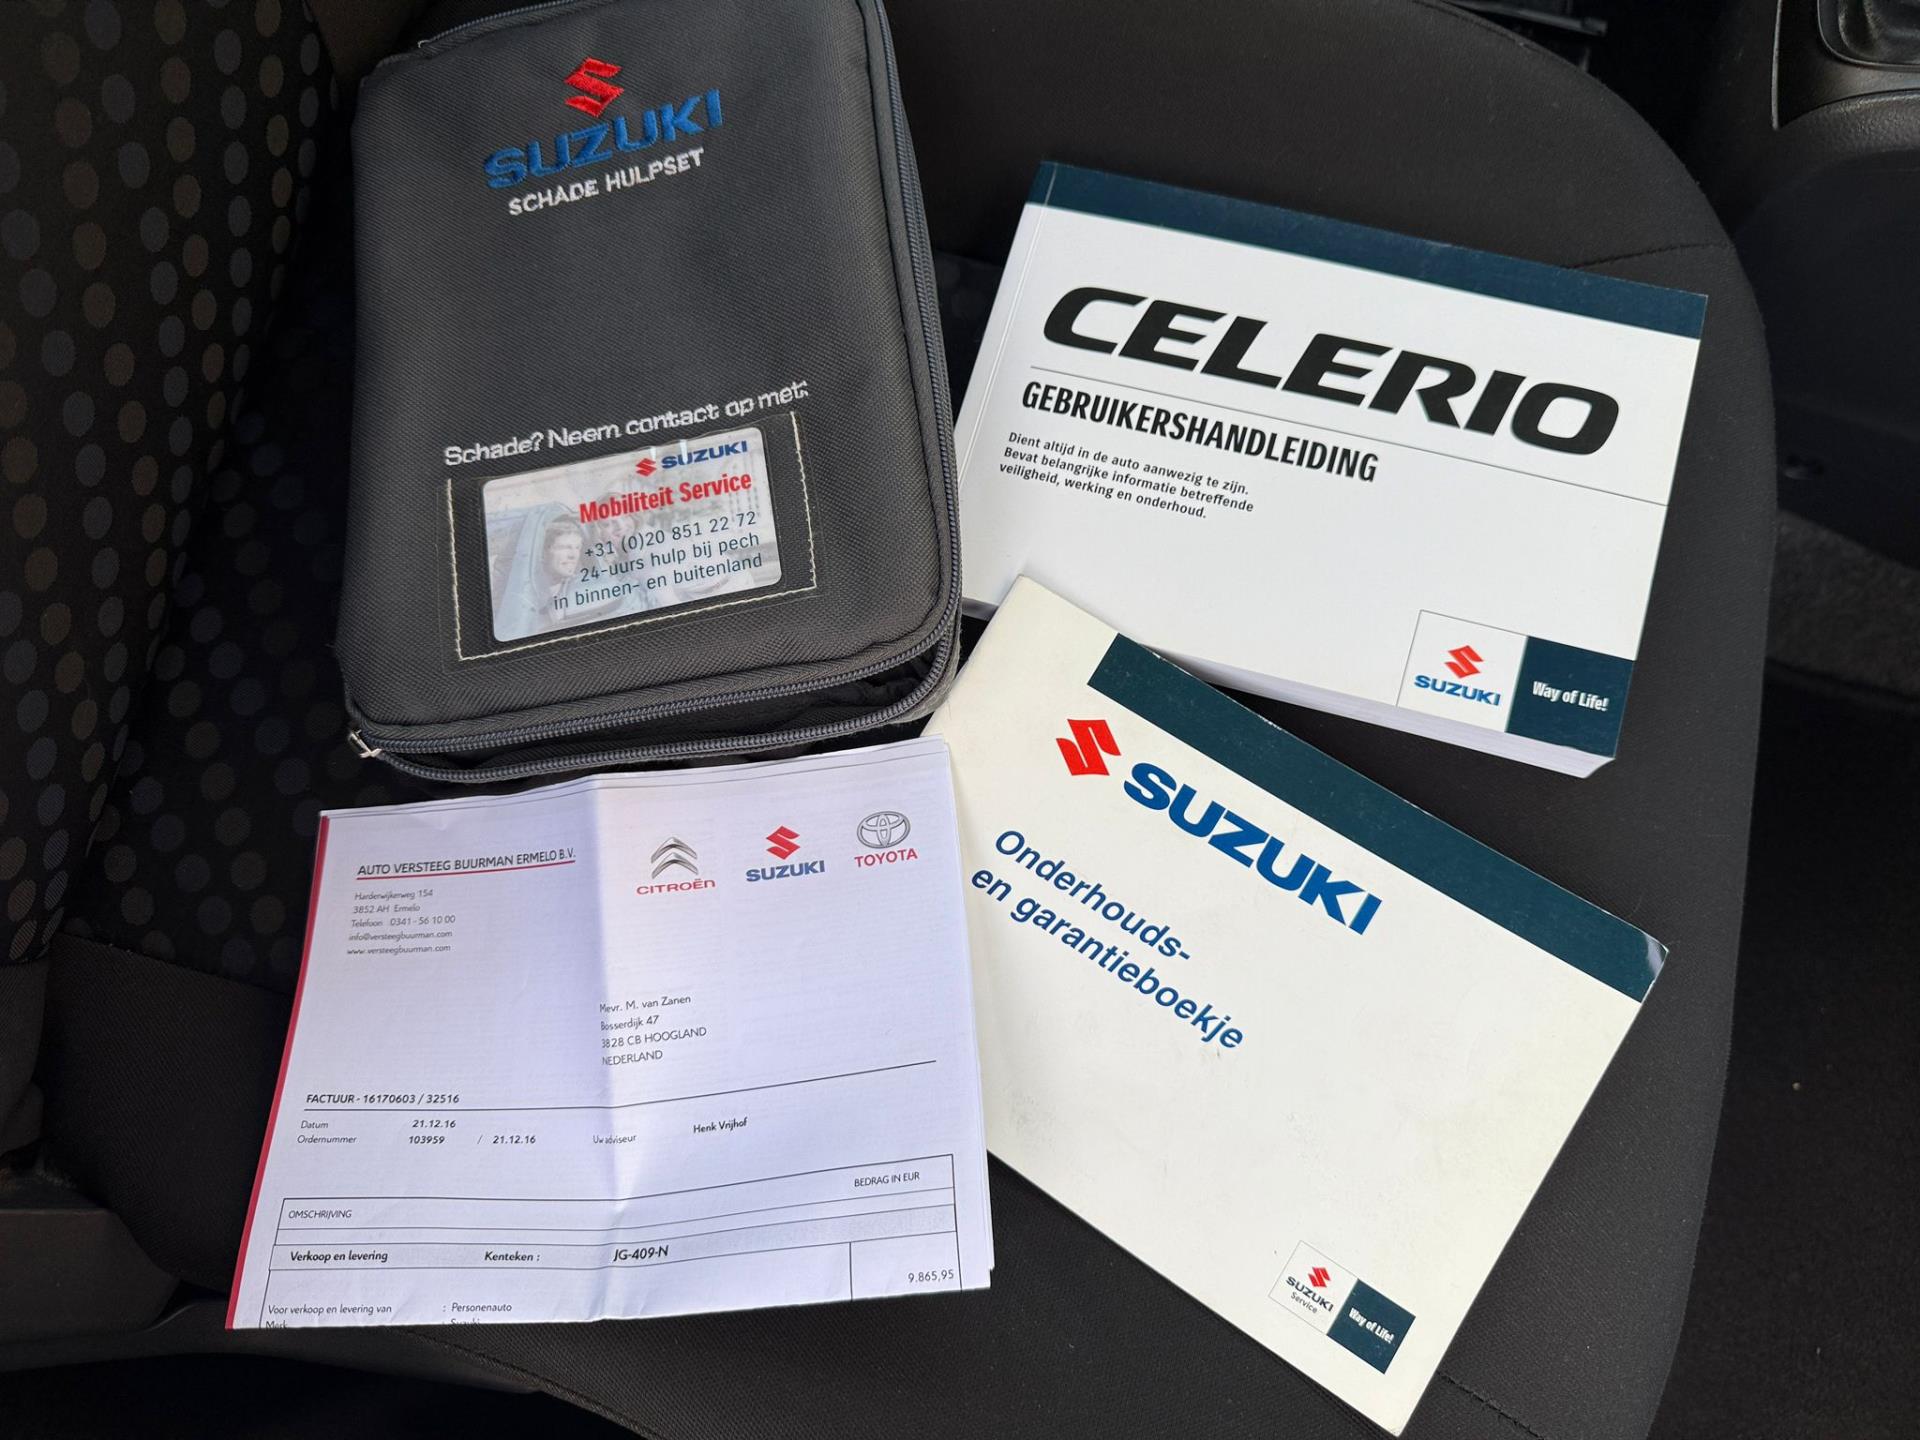 SUZUKI
SCHADE HULPSET
Schade? Neem contact op met:
SUZUKI
Mobiliteit Service
+31 (0)20 851 22 72
24-uurs hulp bij pech
in binnen- en buitenland
CELERIO
GEBRUIKERSHANDLEIDING
Dient altijd in de auto aanwezig te zijn.
Bevat belangrijke informatie betreffende
veiligheid, werking en onderhoud.
SUZUKI
Way of Life!
SUZUKI
Onderhouds-
en garantieboekje
SUZUKI
Service
Way of Life!
AUTO VERSTEEG BUURMAN ERMELO B.V.
Harderwijkerweg 154
3852 AH Ermelo
Telefoon 0341 - 56 10 00
info@versteegbuurman.com
www.versteegbuurman.com
CITROËN
SUZUKI
TOYOTA
Mevr. M. van Zanen
Bosserdijk 47
3828 CB HOOGLAND
NEDERLAND
FACTUUR - 16170603 / 32516
Datum 21.12.16
Ordernummer 103959 / 21.12.16 Uw adviseur Henk Vrijhof
BEDRAG IN EUR
OMSCHRIJVING
Verkoop en levering Kenteken : JG-409-N
9.865,95
Voor verkoop en levering van : Personenauto
Merk : Suzuki